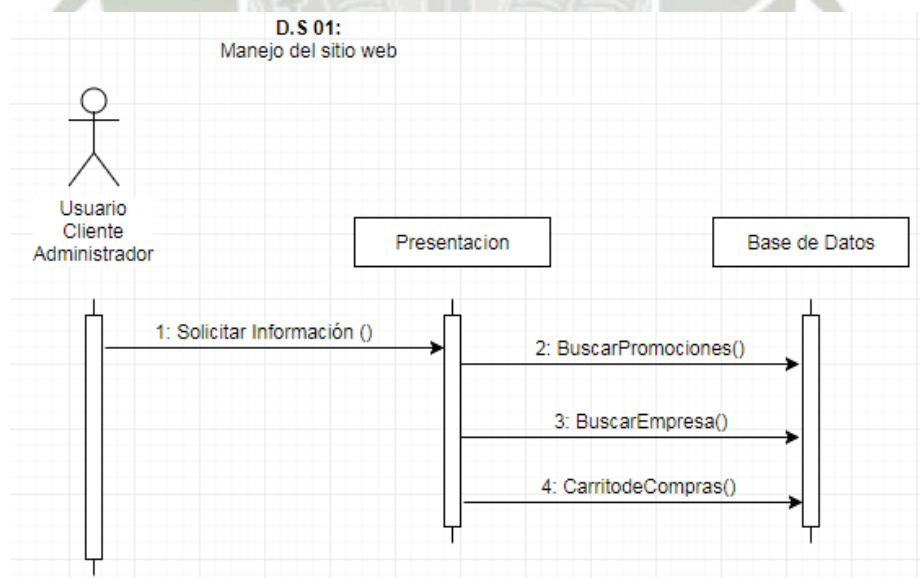 D.S 01:
Manejo del sitio web
Usuario
Cliente
Administrador
Presentacion
Base de Datos
1: Solicitar Información ()
2: BuscarPromociones()
3: BuscarEmpresa()
4: CarritodeCompras()